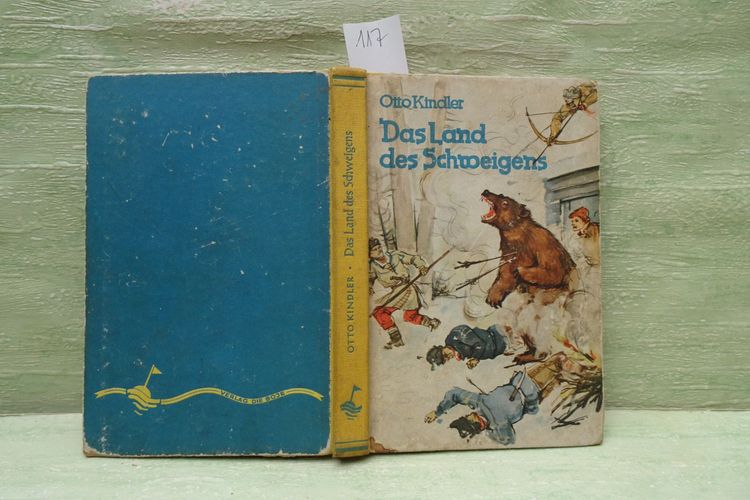 117
Otto Kindler
Das Land
des Schweigens
OTTO KINDLER · Das Land des Schweigens
VERLAG DIE BOJE